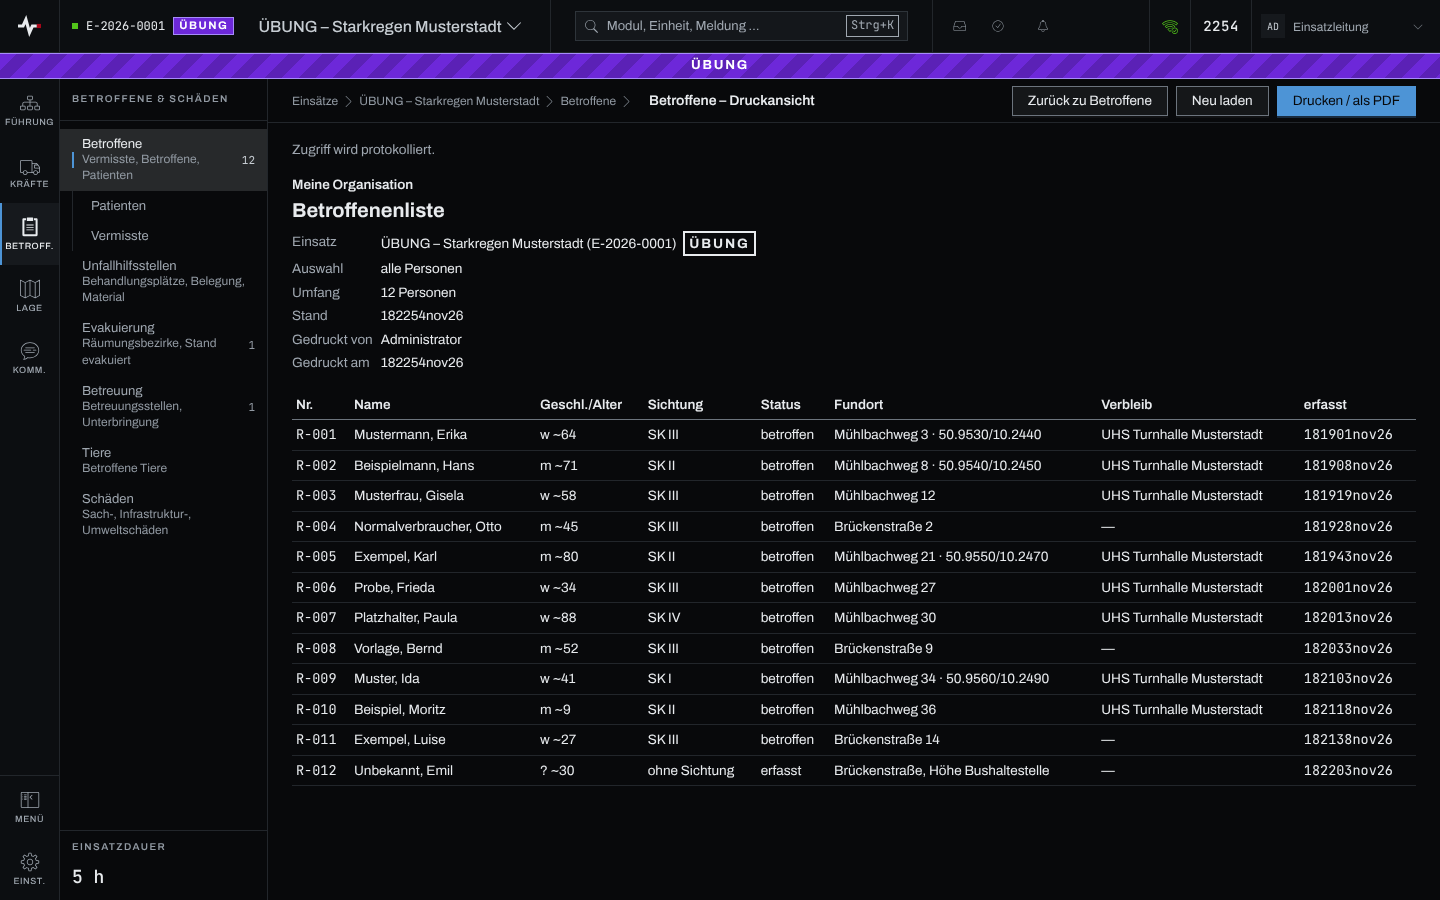 E-2026-0001 ÜBUNG ÜBUNG – Starkregen Musterstadt Modul, Einheit, Meldung ... Strg+K 2254 AD Einsatzleitung
ÜBUNG
FÜHRUNG
KRÄFTE
BETROFF.
LAGE
KOMM.
MENÜ
EINST.
BETROFFENE & SCHÄDEN
Betroffene
Vermisste, Betroffene, 12
Patienten
Patienten
Vermisste
Unfallhilfsstellen
Behandlungsplätze, Belegung,
Material
Evakuierung
Räumungsbezirke, Stand 1
evakuiert
Betreuung
Betreuungsstellen, 1
Unterbringung
Tiere
Betroffene Tiere
Schäden
Sach-, Infrastruktur-,
Umweltschäden
EINSATZDAUER
5 h
Einsätze ÜBUNG – Starkregen Musterstadt Betroffene Betroffene – Druckansicht Zurück zu Betroffene Neu laden Drucken / als PDF
Zugriff wird protokolliert.
Meine Organisation
Betroffenenliste
Einsatz ÜBUNG – Starkregen Musterstadt (E-2026-0001) ÜBUNG
Auswahl alle Personen
Umfang 12 Personen
Stand 182254nov26
Gedruckt von Administrator
Gedruckt am 182254nov26
Nr. Name Geschl./Alter Sichtung Status Fundort Verbleib erfasst
R-001 Mustermann, Erika w ~64 SK III betroffen Mühlbachweg 3 · 50.9530/10.2440 UHS Turnhalle Musterstadt 181901nov26
R-002 Beispielmann, Hans m ~71 SK II betroffen Mühlbachweg 8 · 50.9540/10.2450 UHS Turnhalle Musterstadt 181908nov26
R-003 Musterfrau, Gisela w ~58 SK III betroffen Mühlbachweg 12 UHS Turnhalle Musterstadt 181919nov26
R-004 Normalverbraucher, Otto m ~45 SK III betroffen Brückenstraße 2 — 181928nov26
R-005 Exempel, Karl m ~80 SK II betroffen Mühlbachweg 21 · 50.9550/10.2470 UHS Turnhalle Musterstadt 181943nov26
R-006 Probe, Frieda w ~34 SK III betroffen Mühlbachweg 27 UHS Turnhalle Musterstadt 182001nov26
R-007 Platzhalter, Paula w ~88 SK IV betroffen Mühlbachweg 30 UHS Turnhalle Musterstadt 182013nov26
R-008 Vorlage, Bernd m ~52 SK III betroffen Brückenstraße 9 — 182033nov26
R-009 Muster, Ida w ~41 SK I betroffen Mühlbachweg 34 · 50.9560/10.2490 UHS Turnhalle Musterstadt 182103nov26
R-010 Beispiel, Moritz m ~9 SK II betroffen Mühlbachweg 36 UHS Turnhalle Musterstadt 182118nov26
R-011 Exempel, Luise w ~27 SK III betroffen Brückenstraße 14 — 182138nov26
R-012 Unbekannt, Emil ? ~30 ohne Sichtung erfasst Brückenstraße, Höhe Bushaltestelle — 182203nov26